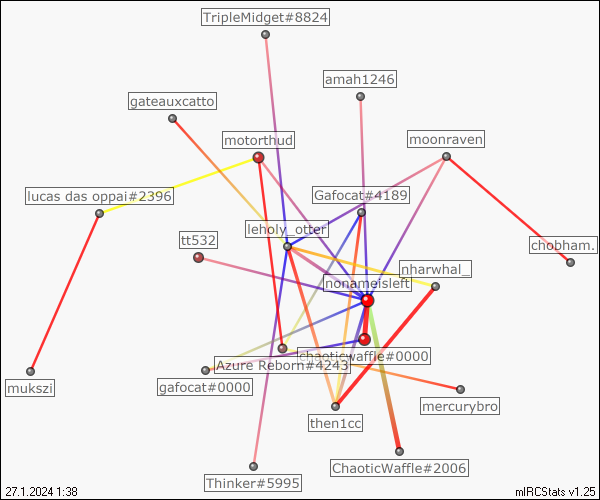 TripleMidget#8824
amah1246
gateauxcatto
motorthud
moonraven
lucas das oppai#2396
Gafocat#4189
leholy_otter
tt532
chobham.
nharwhal_
nonameisleft
chaoticwaffle#0000
Azure Reborn#4243
gafocat#0000
mukszi
mercurybro
then1cc
ChaoticWaffle#2006
Thinker#5995
27.1.2024 1:38
mIRCStats v1.25